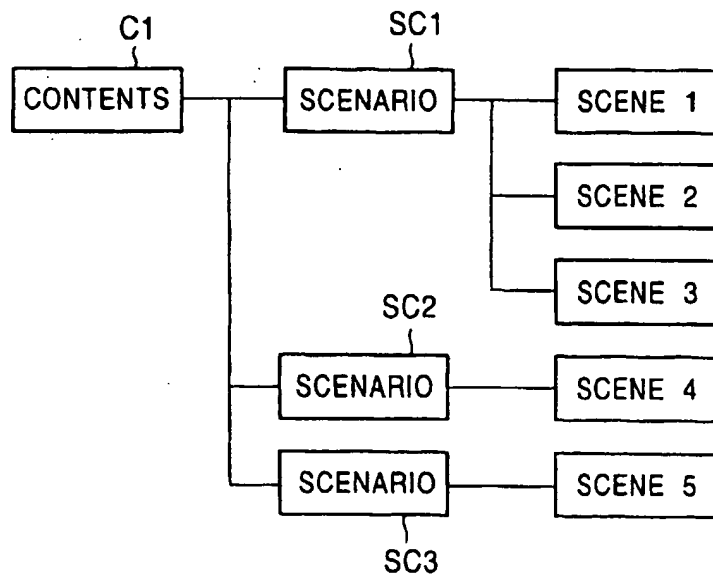 C1
SC1
CONTENTS
SCENARIO
SCENE 1
SCENE 2
SCENE 3
SC2
SCENARIO
SCENE 4
SCENARIO
SCENE 5
SC3